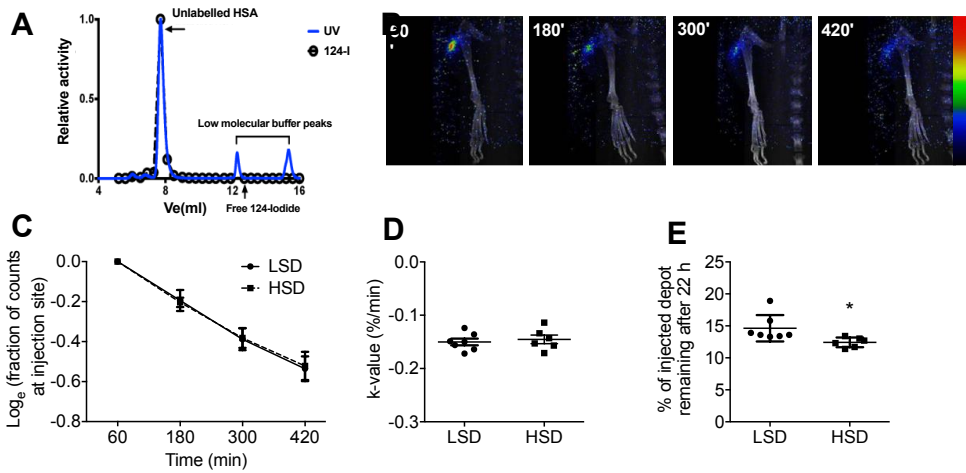 A
Unlabelled HSA
UV
124-I
Relative activity
1.0
0.5
0.0
Low molecular buffer peaks
4
8
12
16
Ve(ml)
Free 124-Iodide
180'
300'
420'
C
Log_e (fraction of counts
at injection site)
0.0
-0.2
-0.4
-0.6
-0.8
LSD
HSD
60
180
300
420
Time (min)
D
k-value (%/min)
0.0
-0.1
-0.2
-0.3
LSD
HSD
E
% of injected depot
remaining after 22 h
25
20
15
10
5
0
*
LSD
HSD